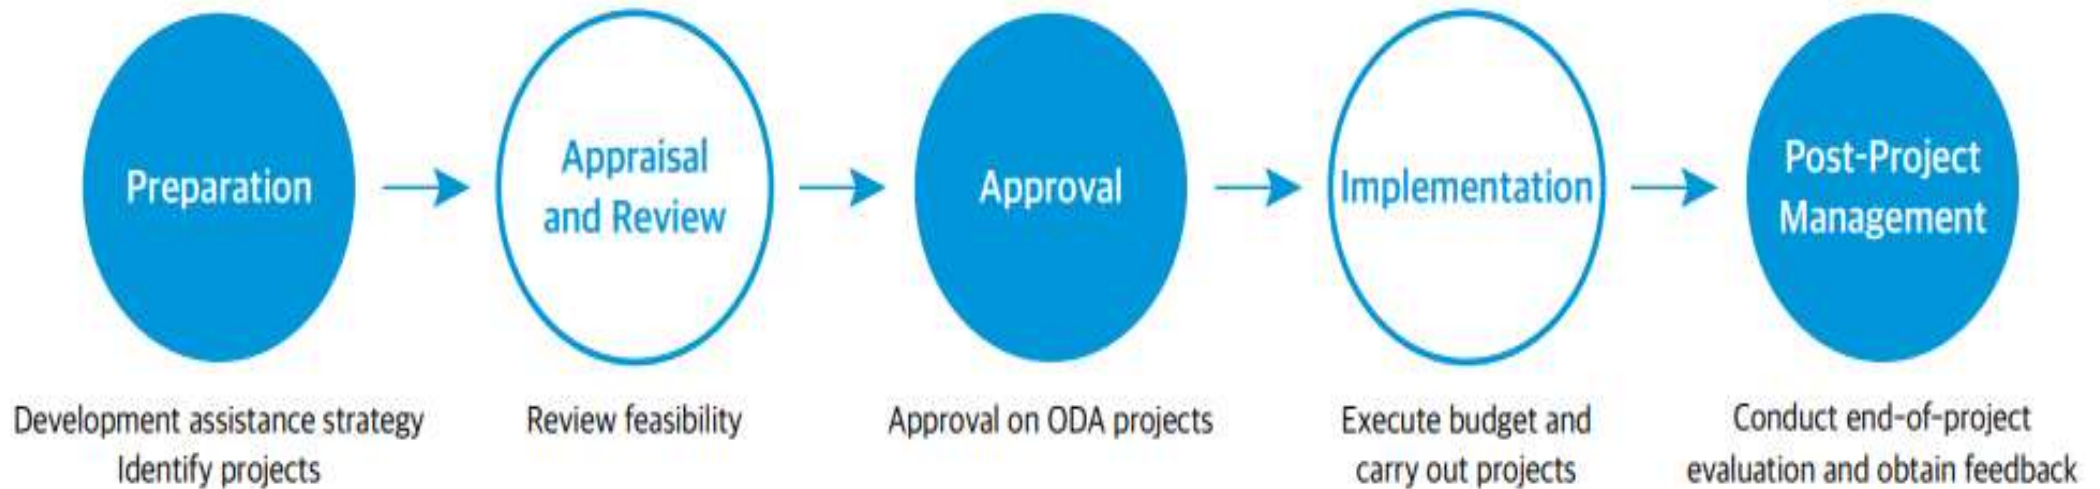 Preparation
Appraisal
and Review
Approval
Implementation
Post-Project
Management
Development assistance strategy
Identify projects
Review feasibility
Approval on ODA projects
Execute budget and
carry out projects
Conduct end-of-project
evaluation and obtain feedback